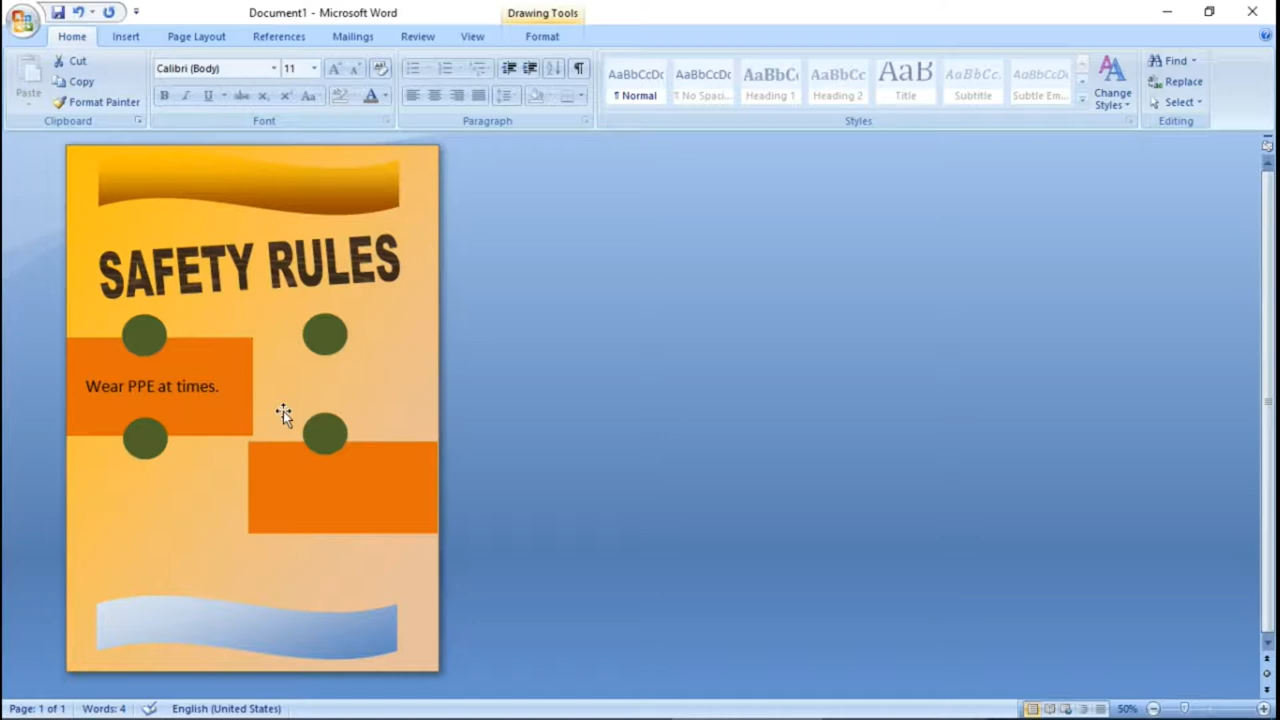 Document1 - Microsoft Word
Drawing Tools
Home Insert Page Layout References Mailings Review View Format
Cut
Copy
Format Painter
Paste
Clipboard
Calibri (Body) 11
Font
Paragraph
AaBbCcDc AaBbCcDc AaBbC AaBbCc AaB AaBbCc. AaBbCcDc
¶ Normal ¶ No Spaci... Heading 1 Heading 2 Title Subtitle Subtle Em...
Change Styles
Styles
Find
Replace
Select
Editing
SAFETY RULES
Wear PPE at times.
Page: 1 of 1 Words: 4 English (United States) 50%